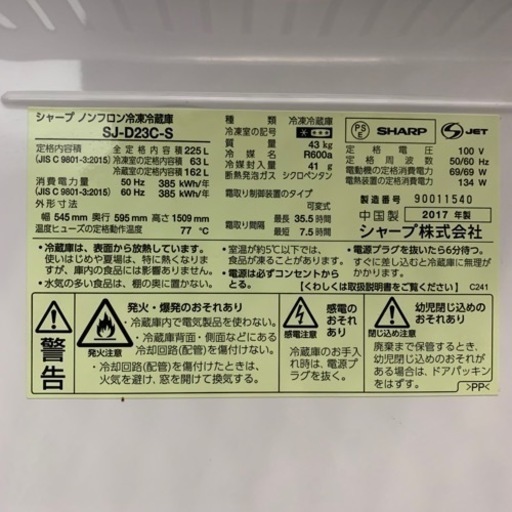 シャープ ノンフロン冷凍冷蔵庫
SJ-D23C-S
定格内容積
(JIS C 9801-3:2015)
全定格内容積 225 L
冷凍室の定格内容積 63 L
冷蔵室の定格内容積 162 L
消費電力量
(JIS C 9801-3:2015)
50 Hz 385 kWh/年
60 Hz 385 kWh/年
外形寸法
幅 545 mm 奥行 595 mm 高さ 1509 mm
温度ヒューズの定格動作温度 77 ℃
種類 冷凍冷蔵庫
冷凍室の記号
質量 43 kg
冷媒名 R600a
冷媒封入量 41 g
断熱発泡ガス シクロペンタン
霜取り制御装置のタイプ
可変式
霜取り間隔
最長 35.5 時間
最短 7.5 時間
PS
E
SHARP
JET
定格電圧 100 V
定格周波数 50/60 Hz
電動機の定格消費電力 69/69 W
電熱装置の定格消費電力 134 W
製造番号 90011540
中国製 2017 年製
シャープ株式会社
・冷蔵庫は、表面から放熱しています。
使いはじめや夏場は、特に熱くなりま
すが、庫内の食品には影響ありません。
・水気の多い食品は、棚の奥に置かない。
・室温が約5℃以下では、
食品が凍ることがあります。
・電源は必ずコンセントか
らとる。
・電源プラグを抜いたら6分待つ。
すぐに差し込むと冷蔵庫に無理が
かかります。
【くわしくは取扱説明書をご覧ください】 C241
警告
発火注意
発火・爆発のおそれあり
・冷蔵庫内で電気製品を使わない。
・冷蔵庫背面・側面などにある
冷却回路(配管)を傷付けない。
・冷却回路(配管)を傷付けたときは、
火気を避け、窓を開けて換気する。
感電注意
感電の
おそれ
あり
冷蔵庫のお手入
れ時は、電源プ
ラグを抜く。
閉じ込め注意
幼児閉じ込めの
おそれあり
廃棄まで保管するとき、
幼児閉じ込めのおそれが
ある場合は、ドアパッキン
をはずす。
>PP<